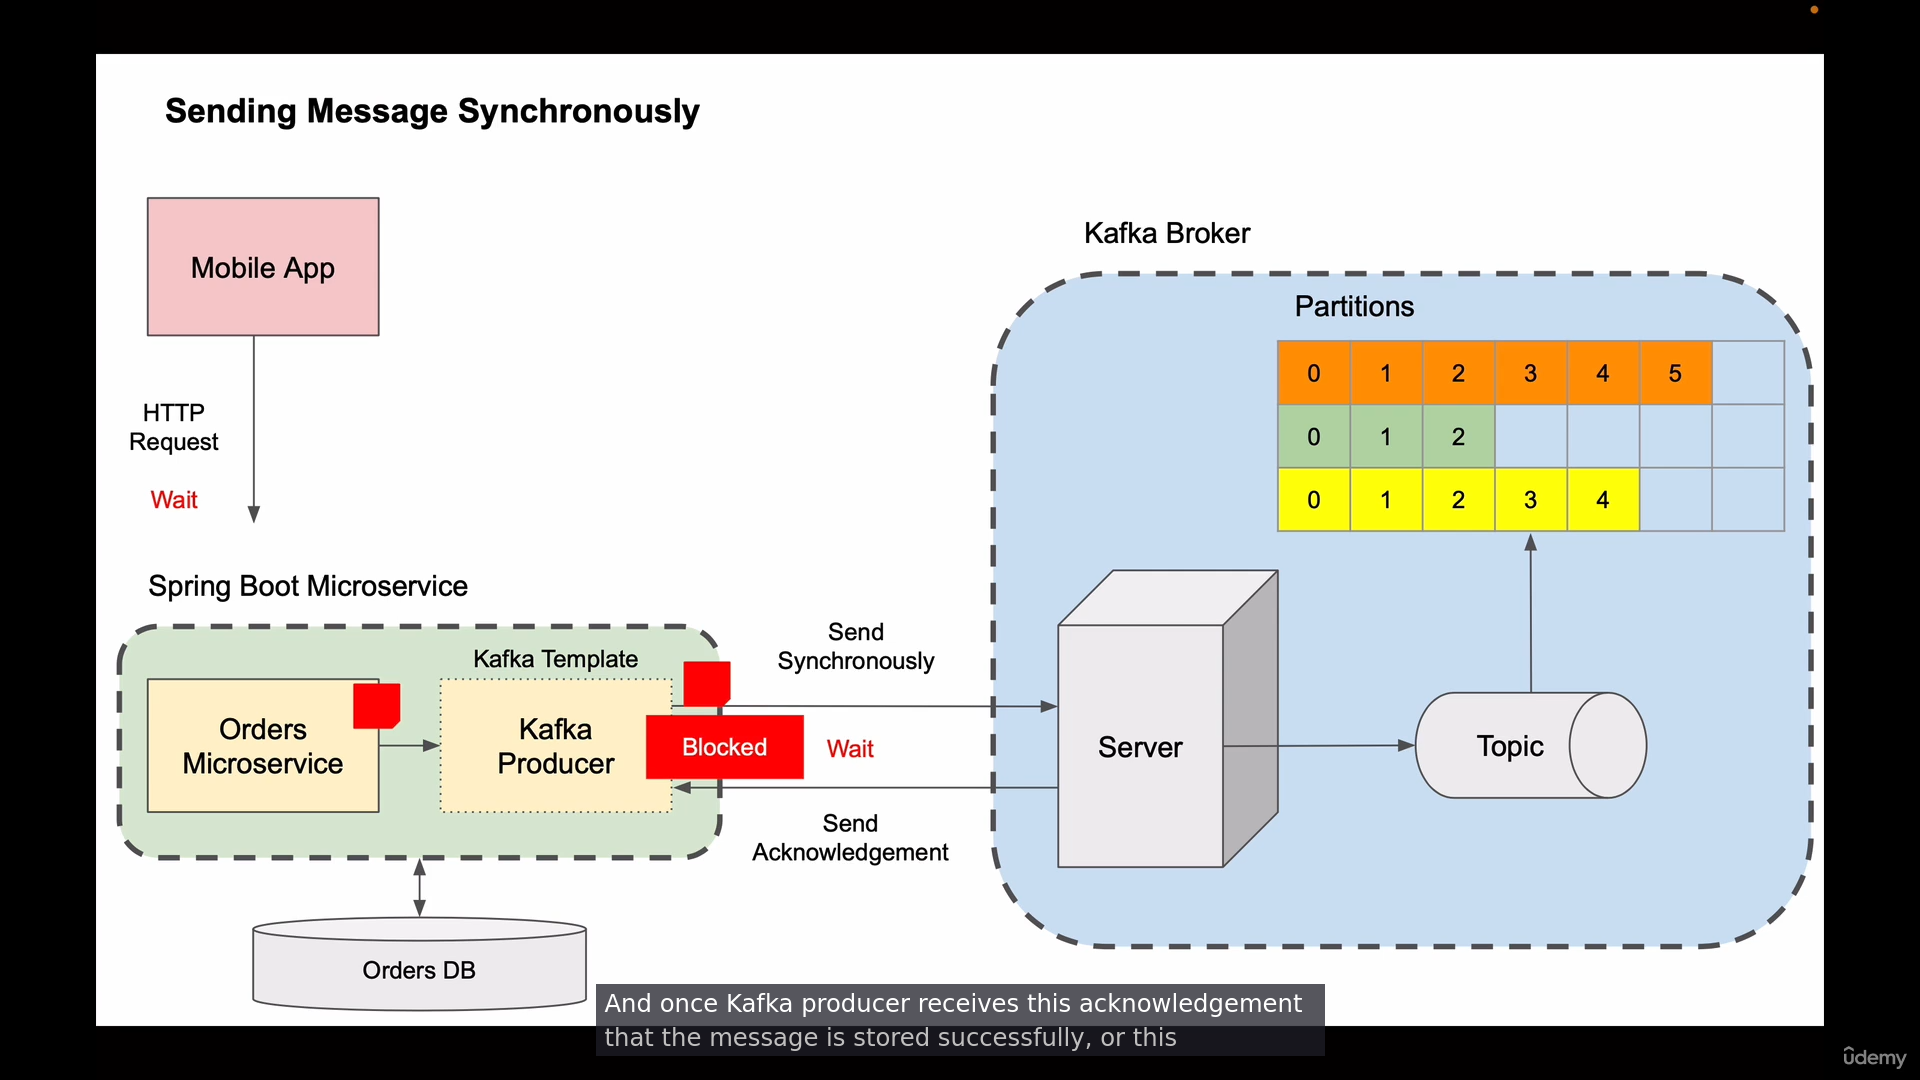 Sending Message Synchronously
Mobile App
HTTP
Request
Wait
Spring Boot Microservice
Kafka Template
Orders
Microservice
Kafka
Producer
Blocked
Wait
Send
Synchronously
Send
Acknowledgement
Orders DB
Kafka Broker
Partitions
0 1 2 3 4 5
0 1 2
0 1 2 3 4
Server
Topic
And once Kafka producer receives this acknowledgement
that the message is stored successfully, or this
udemy